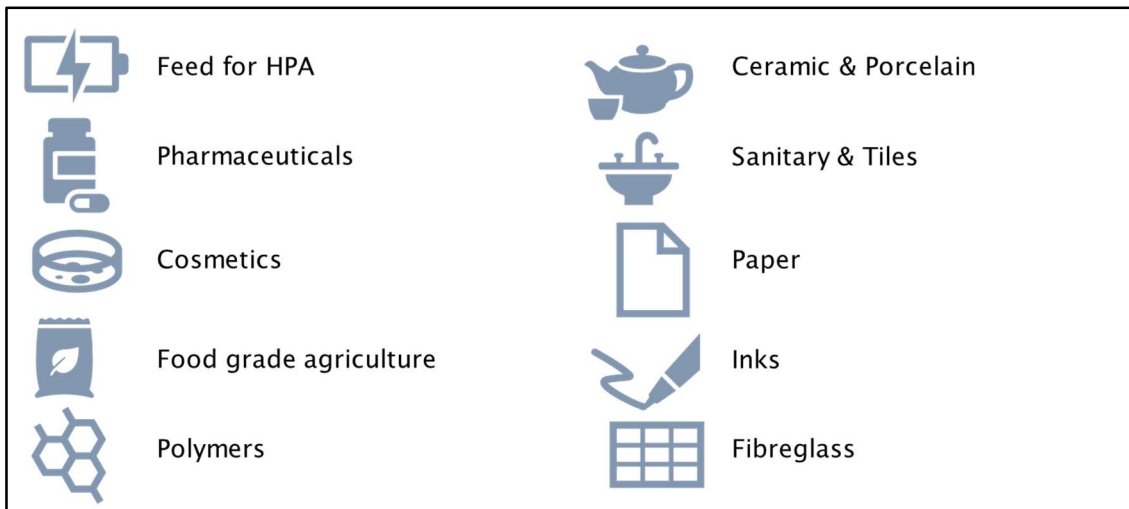 Feed for HPA
Pharmaceuticals
Cosmetics
Food grade agriculture
Polymers
Ceramic & Porcelain
Sanitary & Tiles
Paper
Inks
Fibreglass